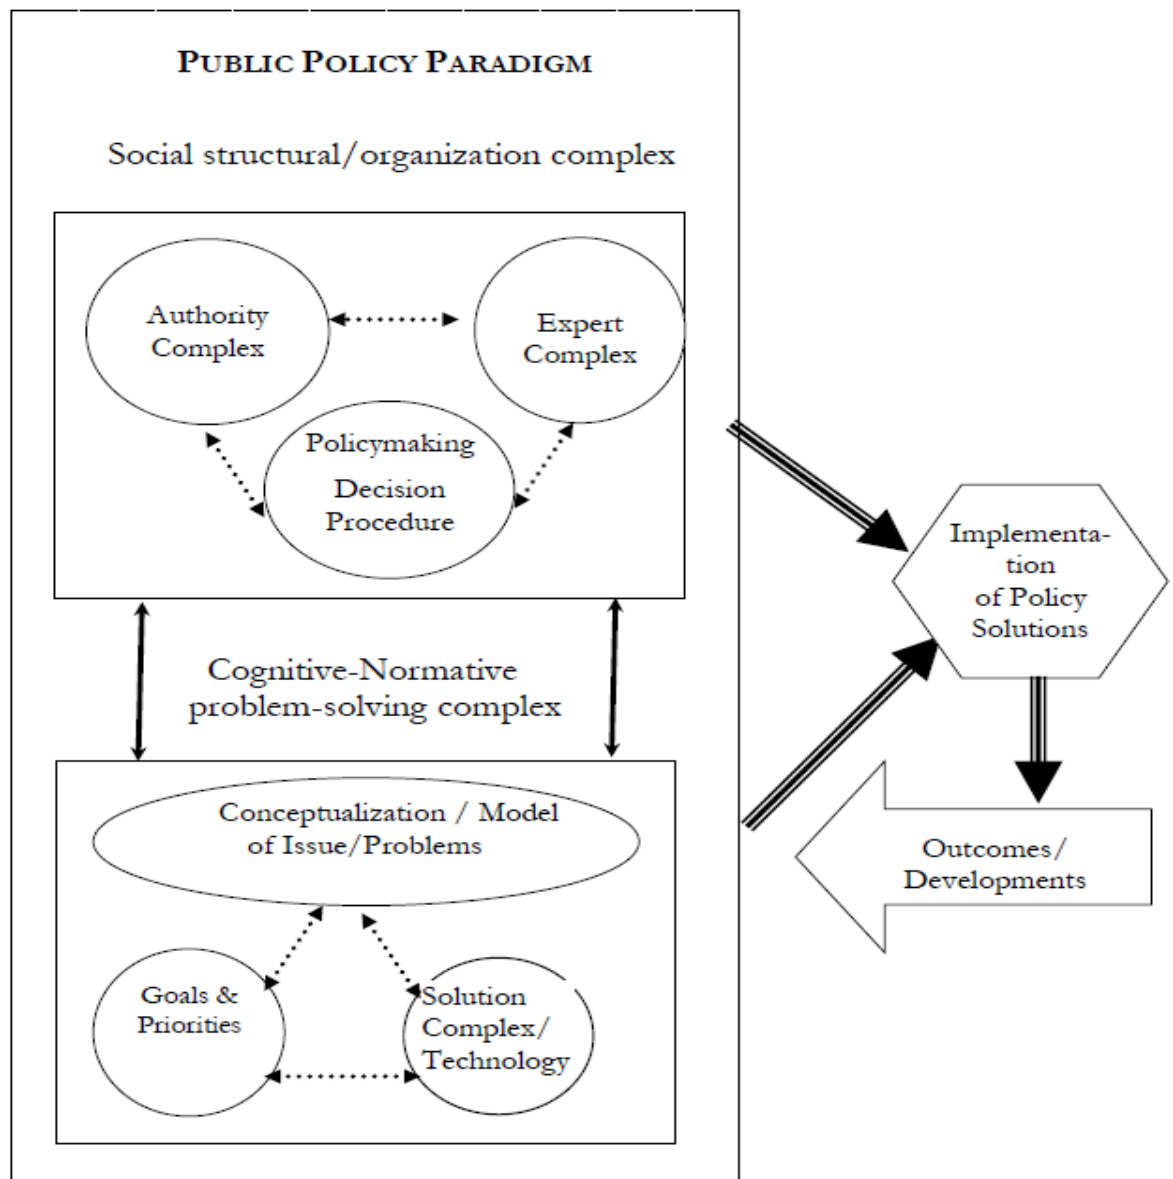 PUBLIC POLICY PARADIGM
Social structural/organization complex
Authority
Complex
Expert
Complex
Policymaking
Decision
Procedure
Cognitive-Normative
problem-solving complex
Conceptualization / Model
of Issue/Problems
Goals &
Priorities
Solution
Complex/
Technology
Implementa-
tion
of Policy
Solutions
Outcomes/
Developments